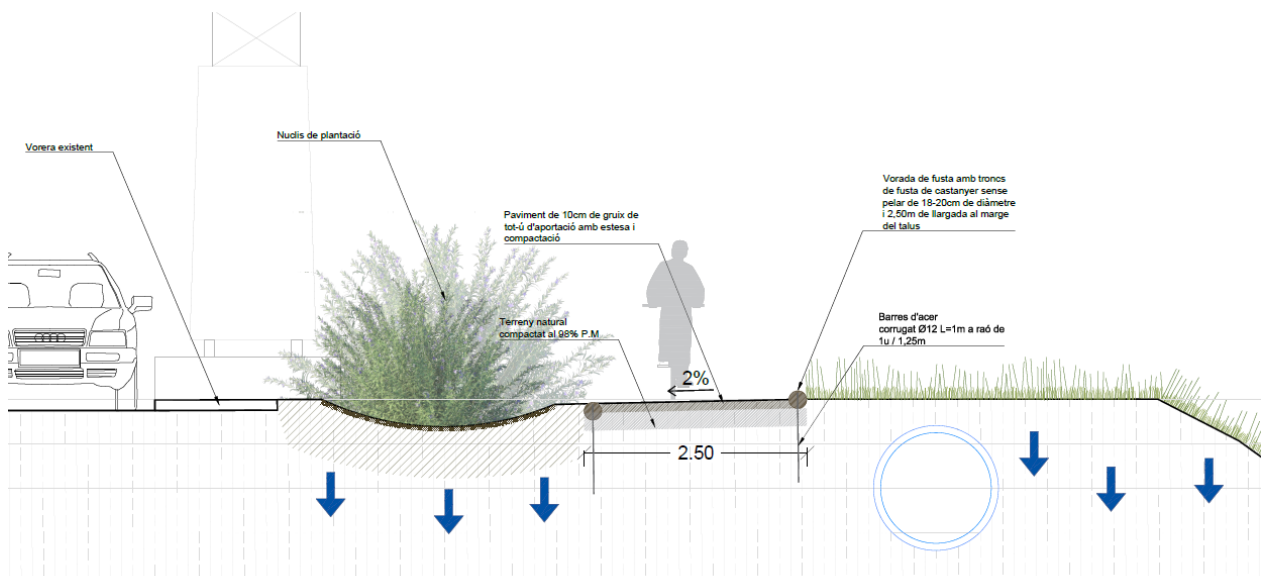 Nuclis de plantació
Vorera existent
Vorada de fusta amb troncs
de fusta de castanyer sense
pelar de 18-20cm de diàmetre
i 2,50m de llargada al marge
del talus
Paviment de 10cm de gruix de
tot-ú d'aportació amb estesa i
compactació
Terreny natural
compactat al 98% P.M
Barres d'acer
corrugat Ø12 L=1m a raó de
1u / 1,25m
2%
2.50